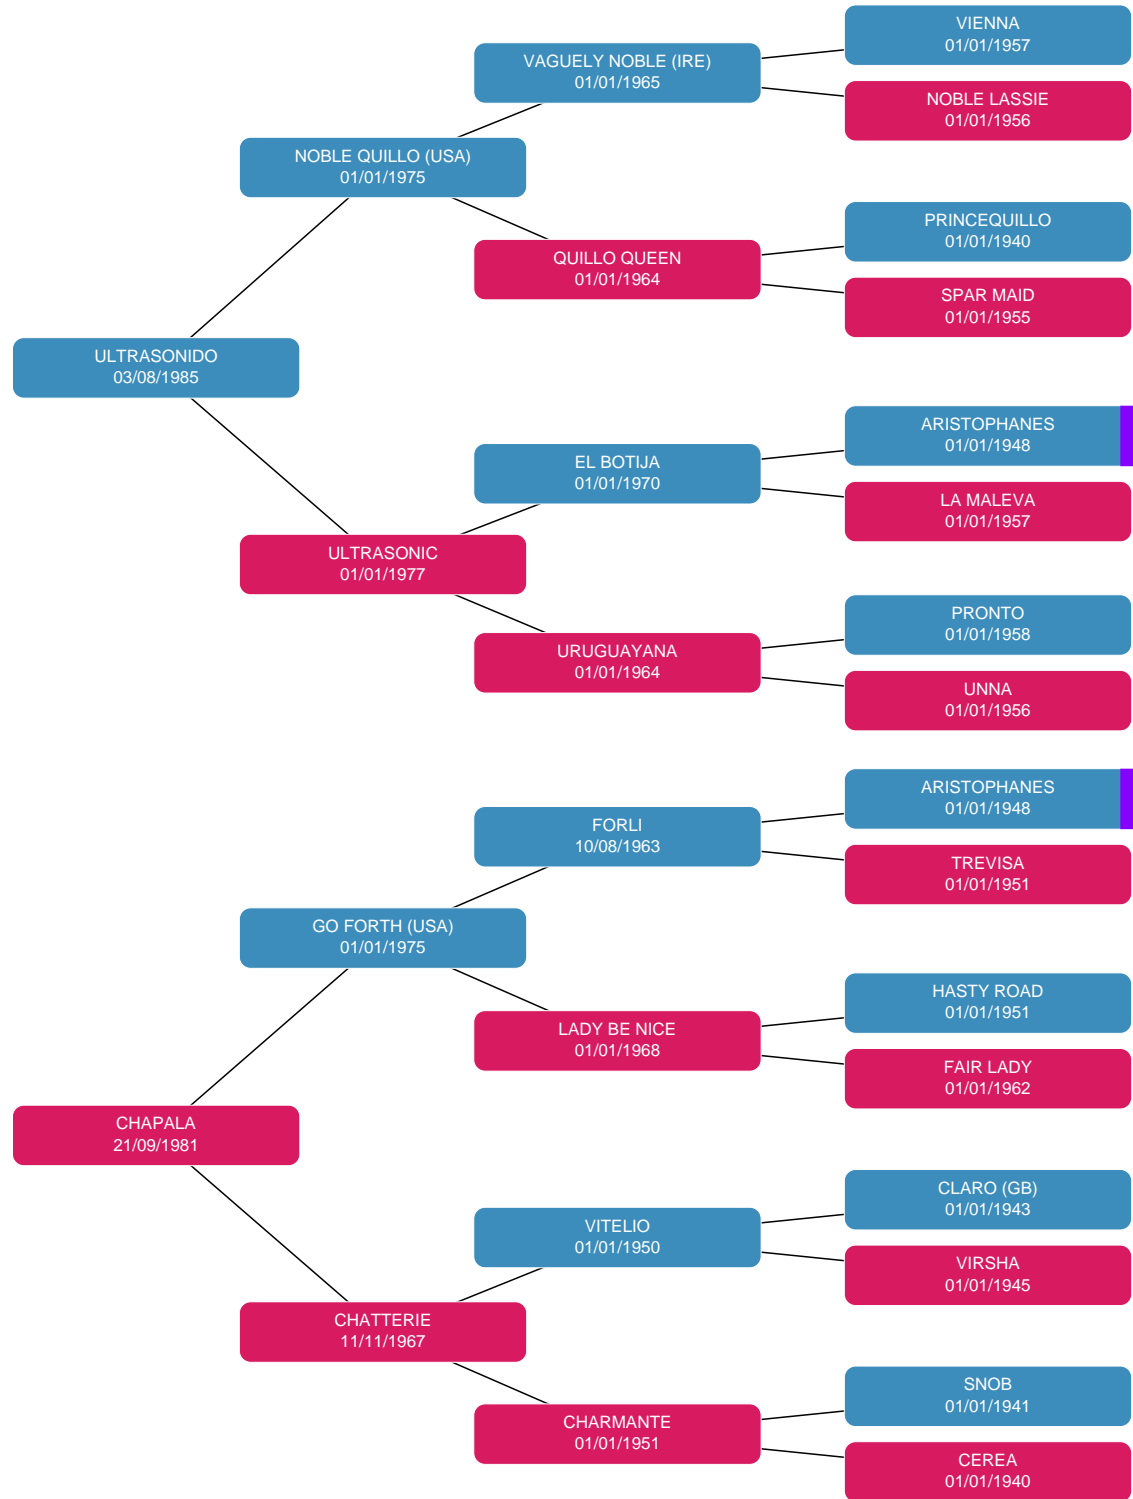 VIENNA
01/01/1957
VAGUELY NOBLE (IRE)
01/01/1965
NOBLE LASSIE
01/01/1956
NOBLE QUILLO (USA)
01/01/1975
PRINCEQUILLO
01/01/1940
QUILLO QUEEN
01/01/1964
SPAR MAID
01/01/1955
ULTRASONIDO
03/08/1985
ARISTOPHANES
01/01/1948
EL BOTIJA
01/01/1970
LA MALEVA
01/01/1957
ULTRASONIC
01/01/1977
PRONTO
01/01/1958
URUGUAYANA
01/01/1964
UNNA
01/01/1956
ARISTOPHANES
01/01/1948
FORLI
10/08/1963
TREVISA
01/01/1951
GO FORTH (USA)
01/01/1975
HASTY ROAD
01/01/1951
LADY BE NICE
01/01/1968
FAIR LADY
01/01/1962
CHAPALA
21/09/1981
CLARO (GB)
01/01/1943
VITELIO
01/01/1950
VIRSHA
01/01/1945
CHATTERIE
11/11/1967
SNOB
01/01/1941
CHARMANTE
01/01/1951
CEREA
01/01/1940